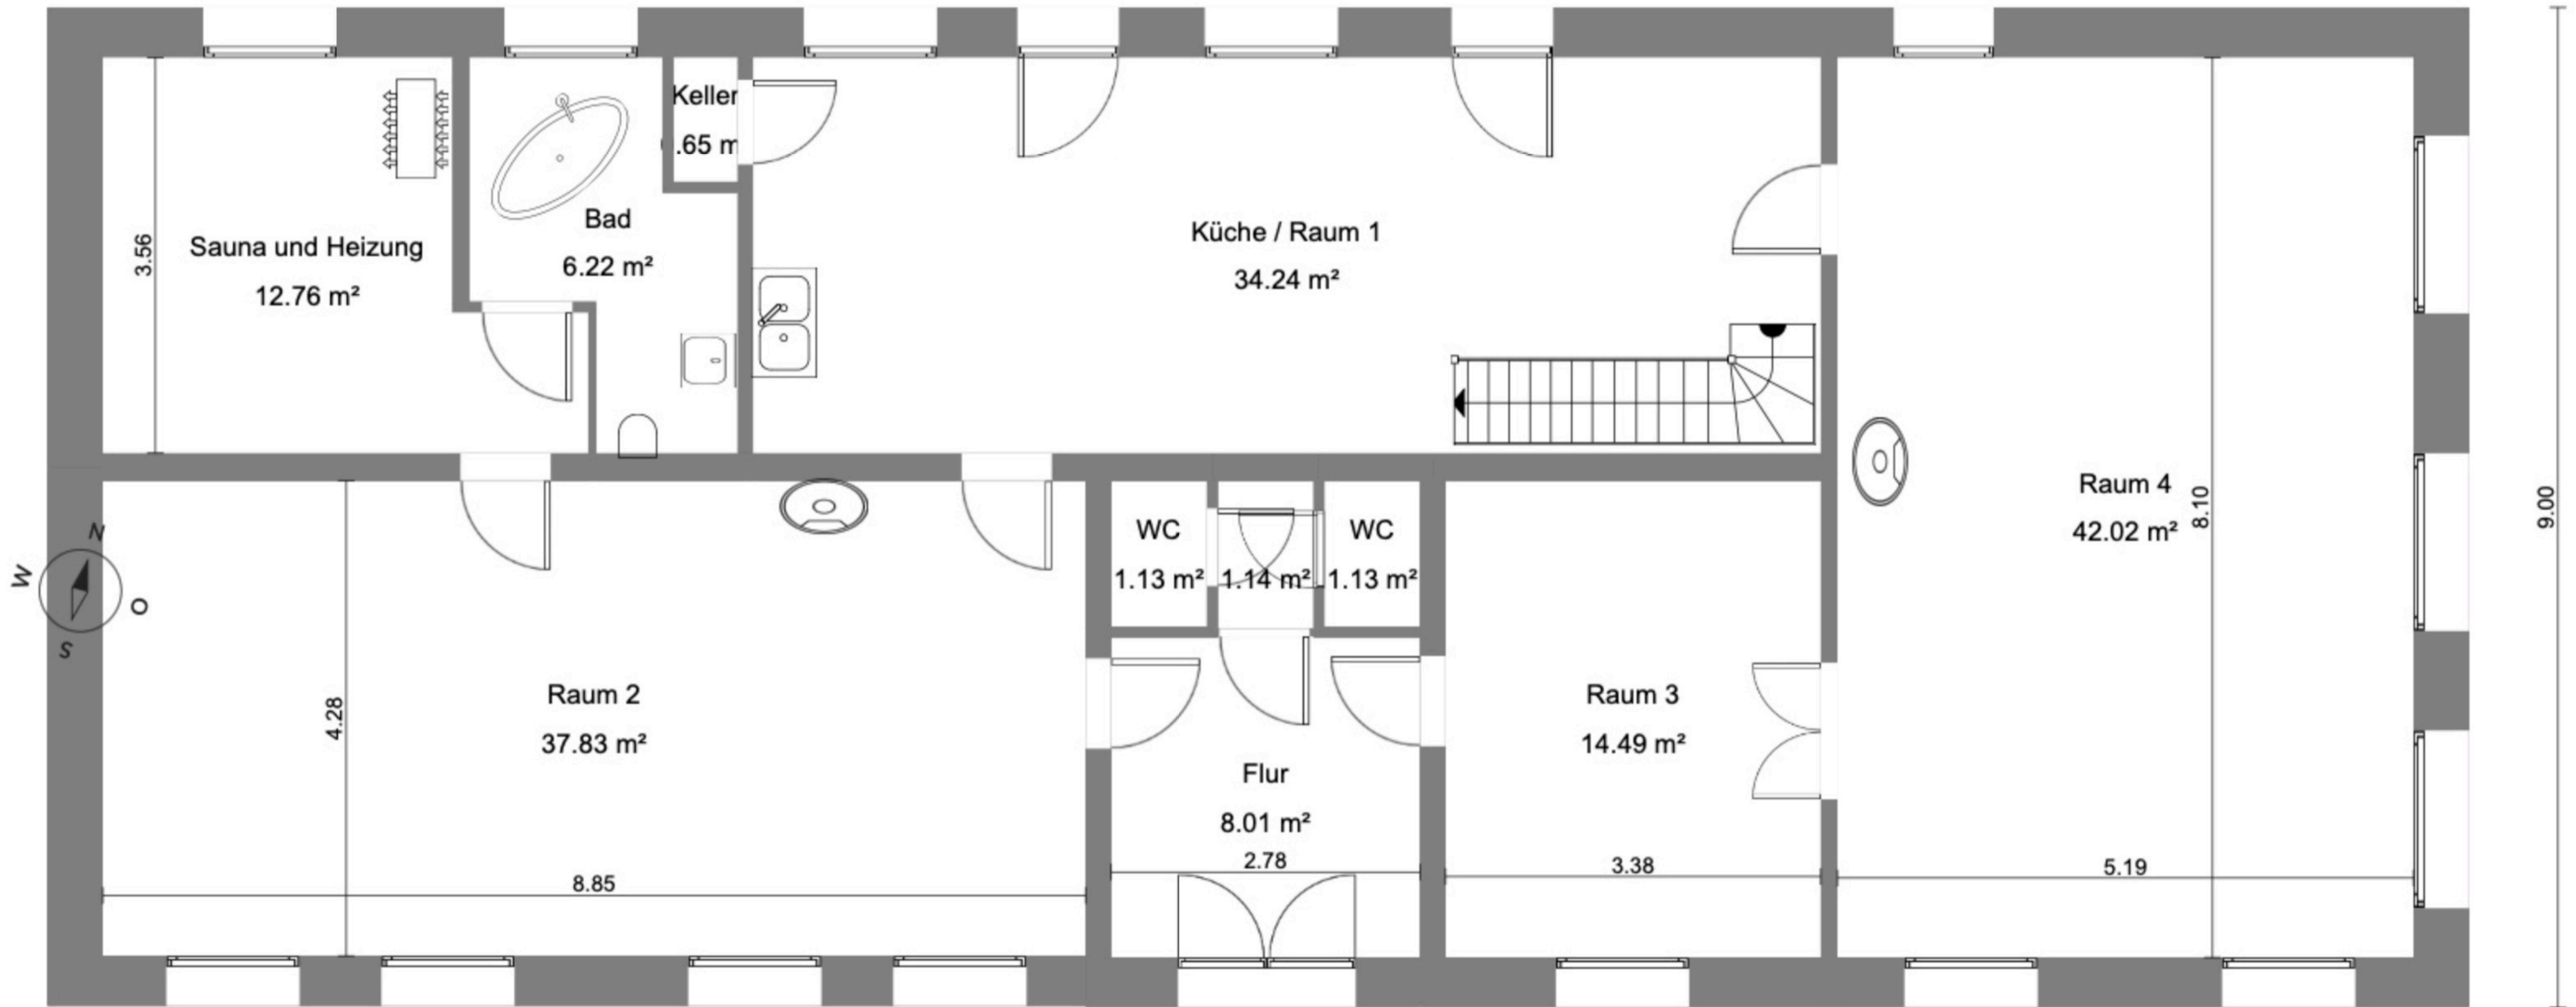 Keller
.65 m
Bad
6.22 m²
3.56
Sauna und Heizung
12.76 m²
Küche / Raum 1
34.24 m²
Raum 4
42.02 m²
8.10
9.00
WC
1.13 m²
1.14 m²
WC
1.13 m²
N
W
O
S
Raum 2
37.83 m²
4.28
8.85
Flur
8.01 m²
2.78
Raum 3
14.49 m²
3.38
5.19